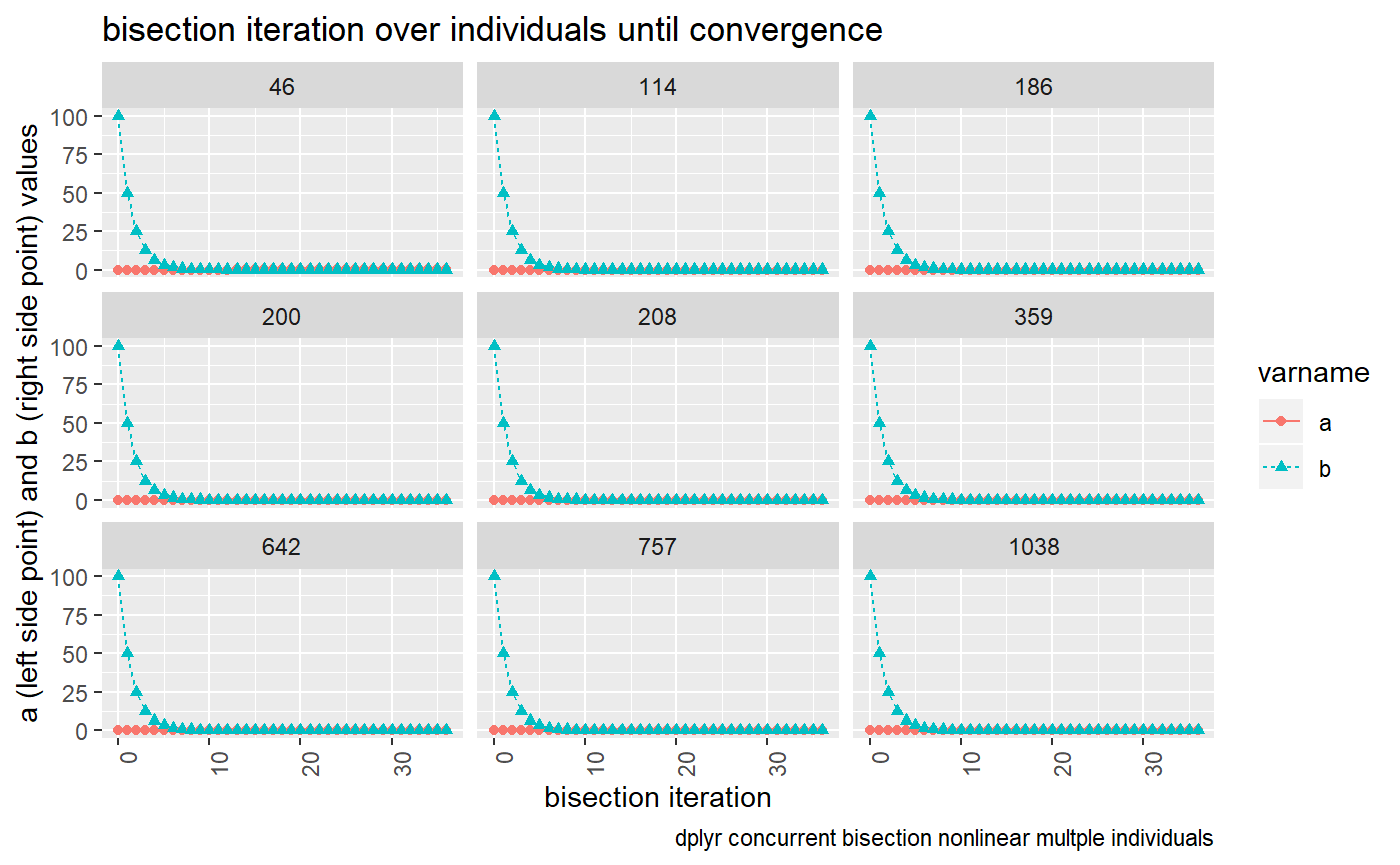 bisection iteration over individuals until convergence
a (left side point) and b (right side point) values
46 114 186
100
75
50
25
0
200 208 359
100
75
50
25
0
642 757 1038
100
75
50
25
0
0 10 20 30 0 10 20 30 0 10 20 30
bisection iteration
varname
a
b
dplyr concurrent bisection nonlinear multple individuals